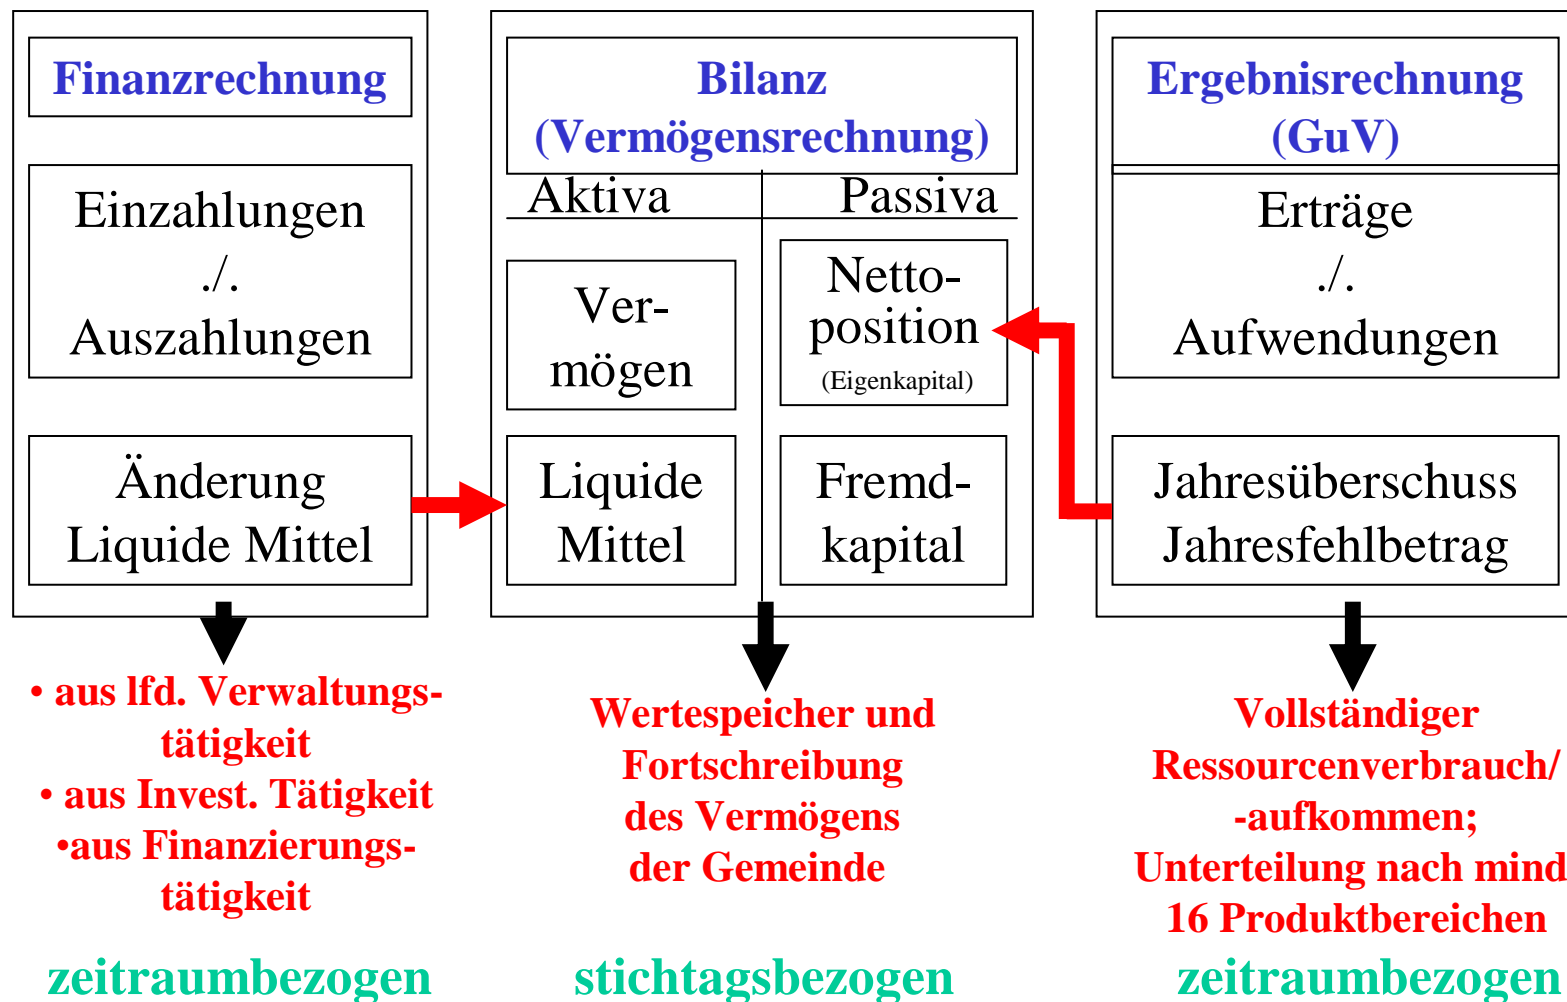 Finanzrechnung
Einzahlungen
./.
Auszahlungen
Änderung
Liquide Mittel
• aus lfd. Verwaltungs-
tätigkeit
• aus Invest. Tätigkeit
•aus Finanzierungs-
tätigkeit
zeitraumbezogen
Bilanz
(Vermögensrechnung)
Aktiva
Passiva
Ver-
mögen
Netto-
position
(Eigenkapital)
Liquide
Mittel
Fremd-
kapital
Wertespeicher und
Fortschreibung
des Vermögens
der Gemeinde
stichtagsbezogen
Ergebnisrechnung
(GuV)
Erträge
./.
Aufwendungen
Jahresüberschuss
Jahresfehlbetrag
Vollständiger
Ressourcenverbrauch/
-aufkommen;
Unterteilung nach mind
16 Produktbereichen
zeitraumbezogen